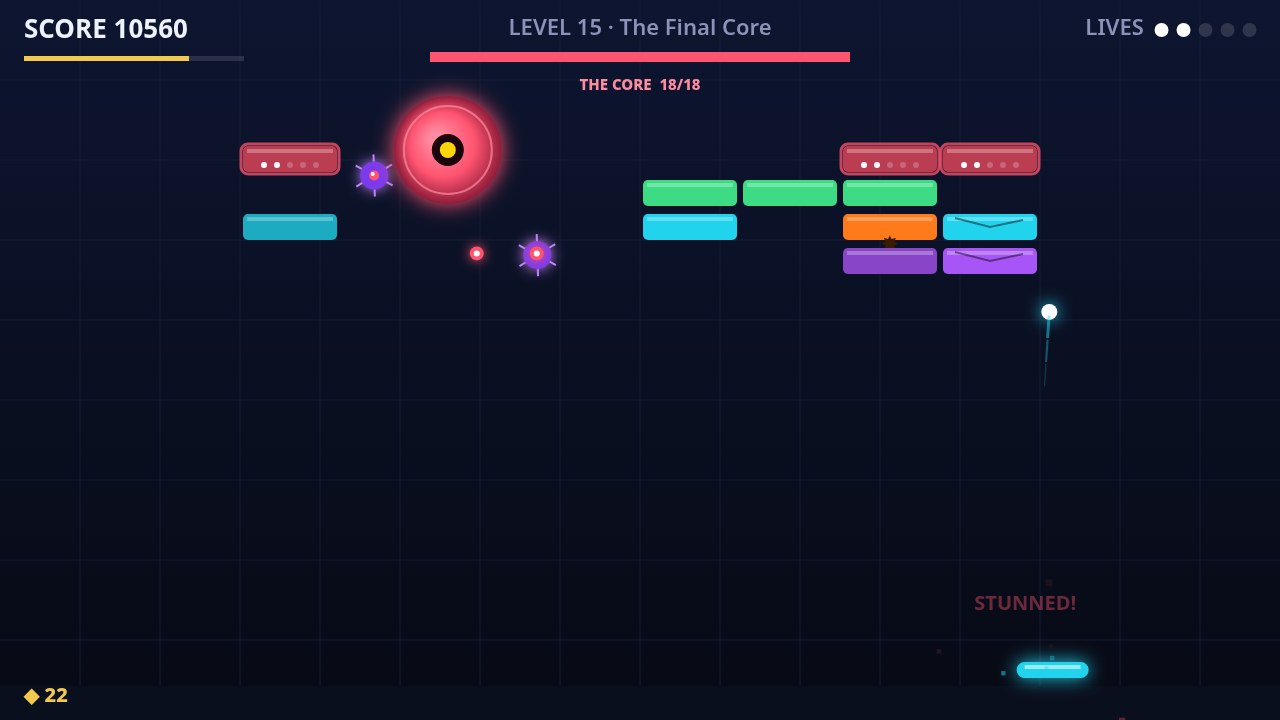 SCORE 10560
LEVEL 15 · The Final Core
LIVES
THE CORE 18/18
STUNNED!
22